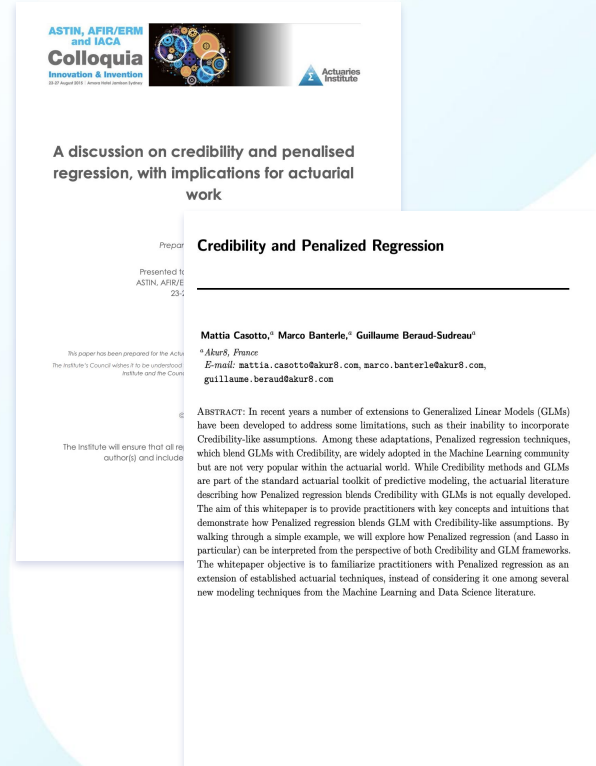 ASTIN, AFIR/ERM
and IACA
Colloquia
Innovation & Invention
23-27 August 2015 | Amora Hotel Jamison Sydney
Actuaries
Institute
A discussion on credibility and penalised
regression, with implications for actuarial
work
Prepar
Presented to
ASTIN, AFIR/E
23-2
This paper has been prepared for the Actu
The Institute's Council wishes it to be understood
Institute and the Counc
©
The Institute will ensure that all rep
author(s) and include
Credibility and Penalized Regression
Mattia Casotto,a Marco Banterle,a Guillaume Beraud-Sudreaua
aAkur8, France
E-mail: mattia.casotto@akur8.com, marco.banterle@akur8.com,
guillaume.beraud@akur8.com
ABSTRACT: In recent years a number of extensions to Generalized Linear Models (GLMs)
have been developed to address some limitations, such as their inability to incorporate
Credibility-like assumptions. Among these adaptations, Penalized regression techniques,
which blend GLMs with Credibility, are widely adopted in the Machine Learning community
but are not very popular within the actuarial world. While Credibility methods and GLMs
are part of the standard actuarial toolkit of predictive modeling, the actuarial literature
describing how Penalized regression blends Credibility with GLMs is not equally developed.
The aim of this whitepaper is to provide practitioners with key concepts and intuitions that
demonstrate how Penalized regression blends GLM with Credibility-like assumptions. By
walking through a simple example, we will explore how Penalized regression (and Lasso in
particular) can be interpreted from the perspective of both Credibility and GLM frameworks.
The whitepaper objective is to familiarize practitioners with Penalized regression as an
extension of established actuarial techniques, instead of considering it one among several
new modeling techniques from the Machine Learning and Data Science literature.